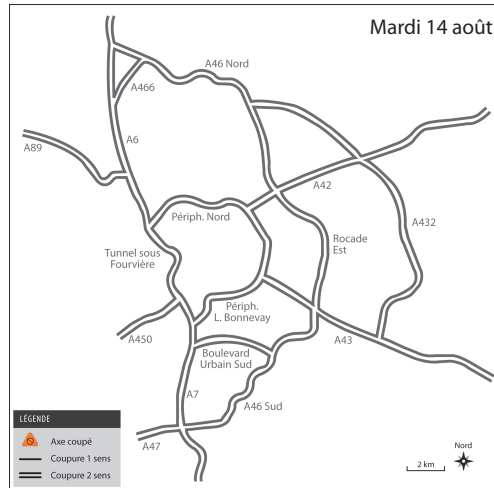 Mardi 14 août
A46 Nord
A466
A6
A89
A42
Périph. Nord
A432
Rocade
Est
Tunnel sous
Fourvière
Périph.
L. Bonnevay
A450
A43
Boulevard
Urbain Sud
A7
A46 Sud
A47
LÉGENDE
Axe coupé
Coupure 1 sens
Coupure 2 sens
2 km
Nord